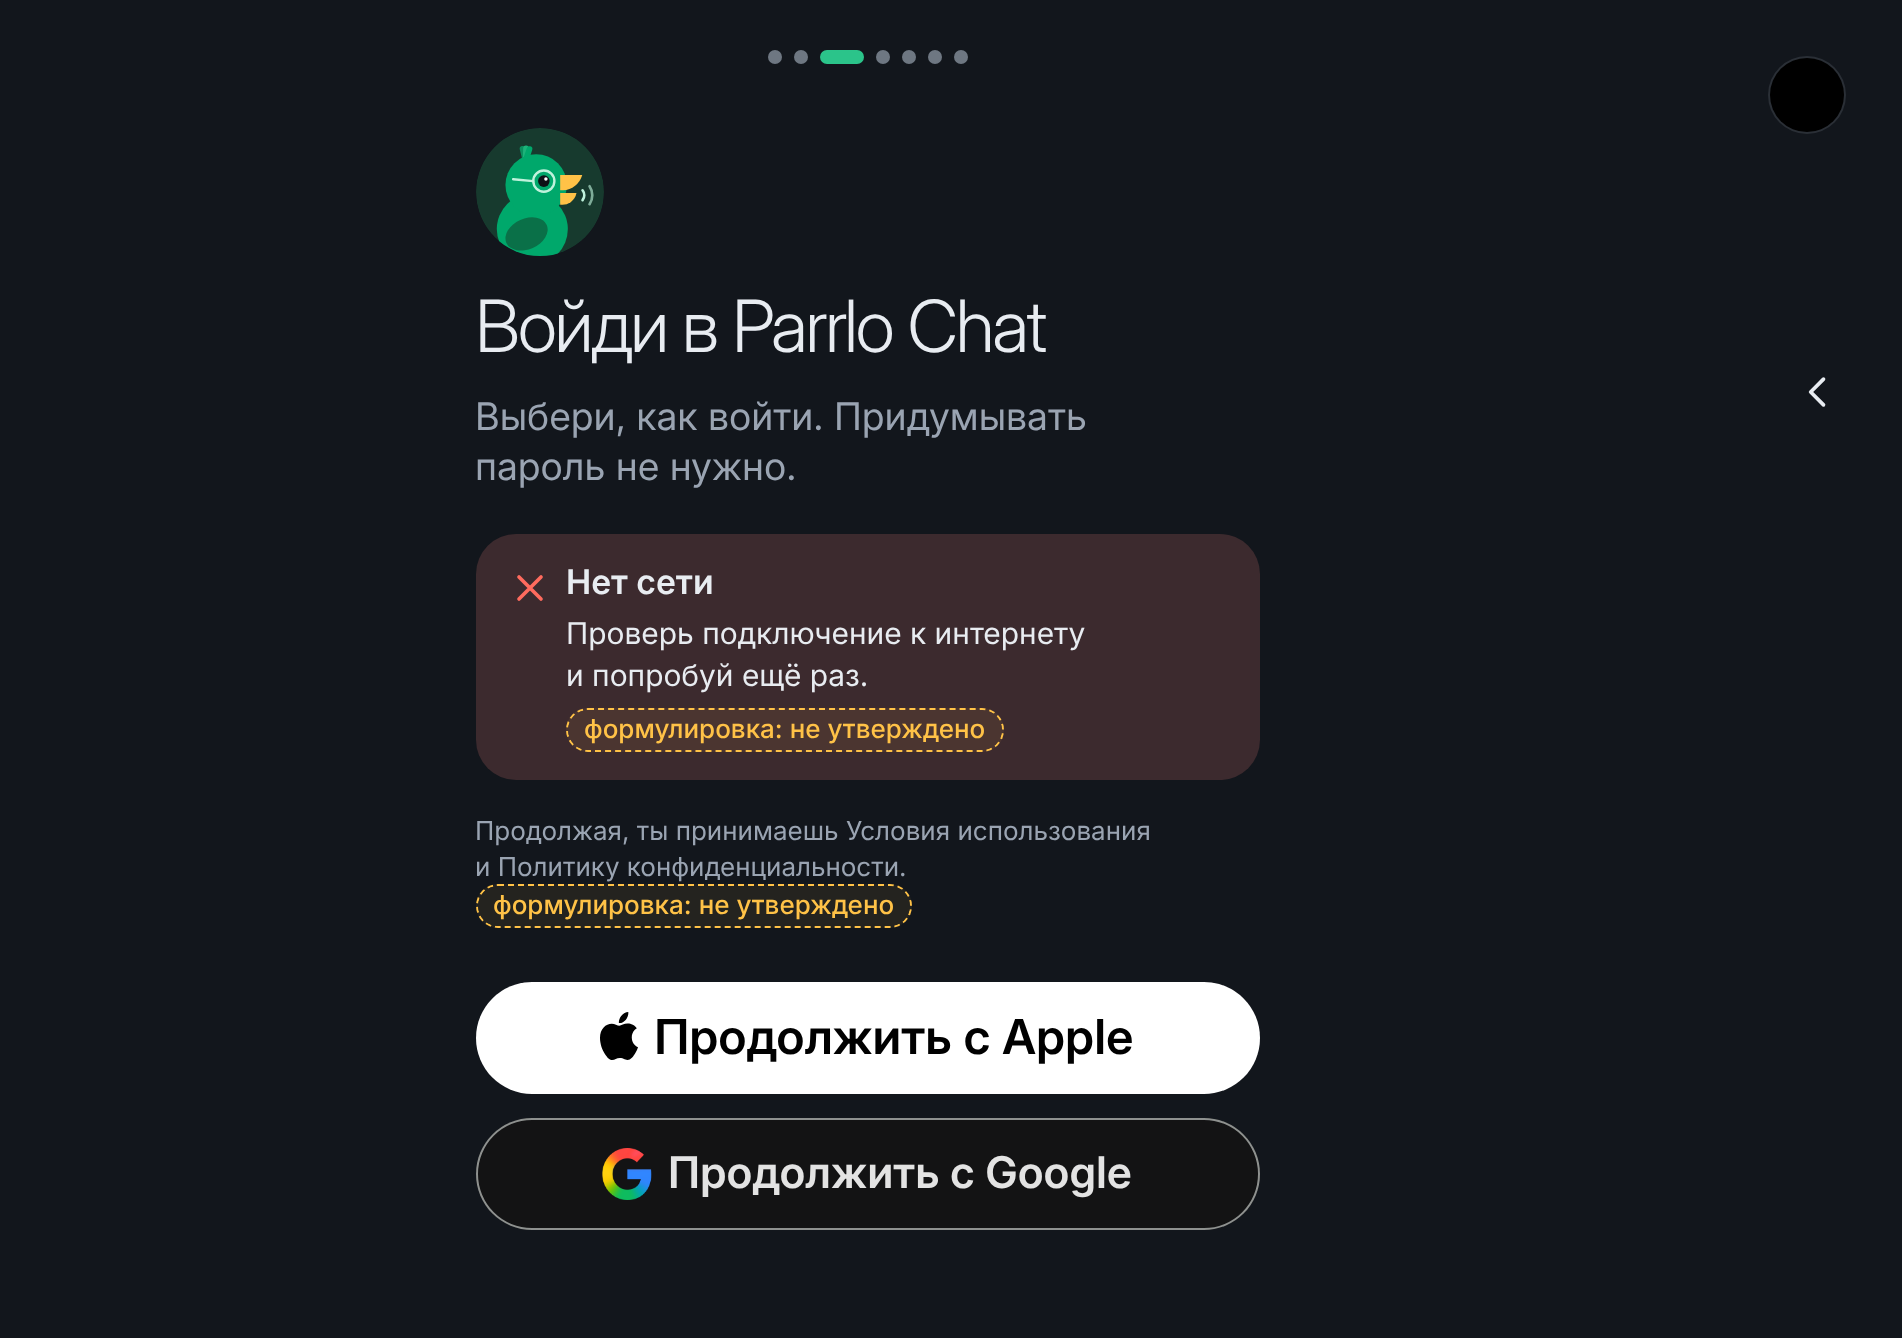 Войди в Parrlo Chat
Выбери, как войти. Придумывать
пароль не нужно.
Нет сети
Проверь подключение к интернету
и попробуй ещё раз.
формулировка: не утверждено
Продолжая, ты принимаешь Условия использования
и Политику конфиденциальности.
формулировка: не утверждено
Продолжить с Apple
Продолжить с Google